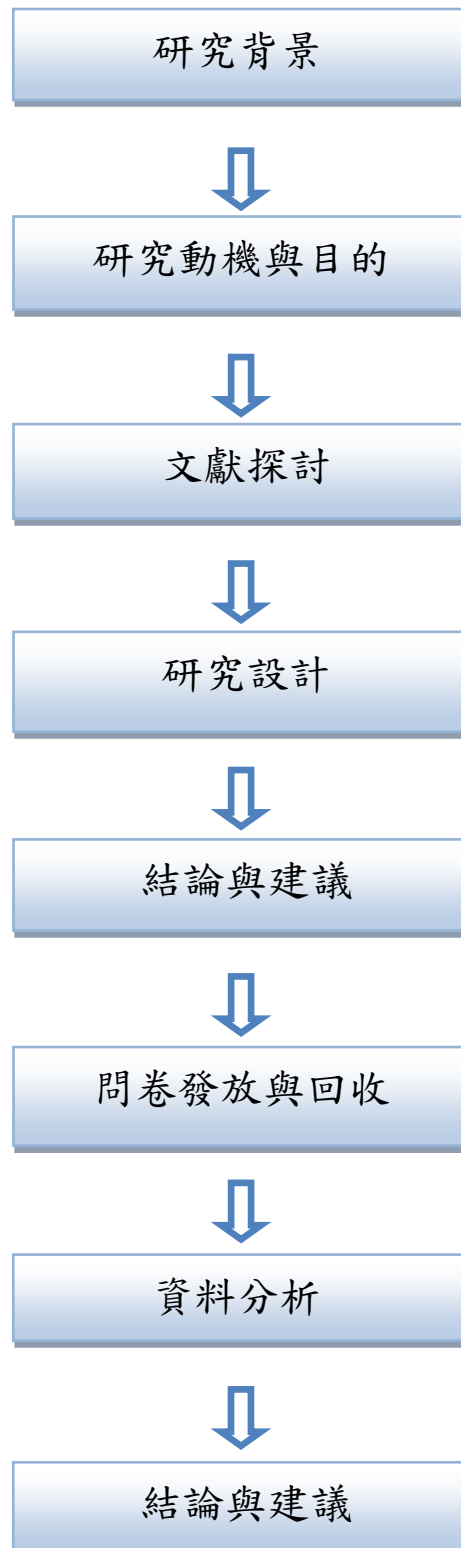 研究背景
研究動機與目的
文獻探討
研究設計
結論與建議
問卷發放與回收
資料分析
結論與建議